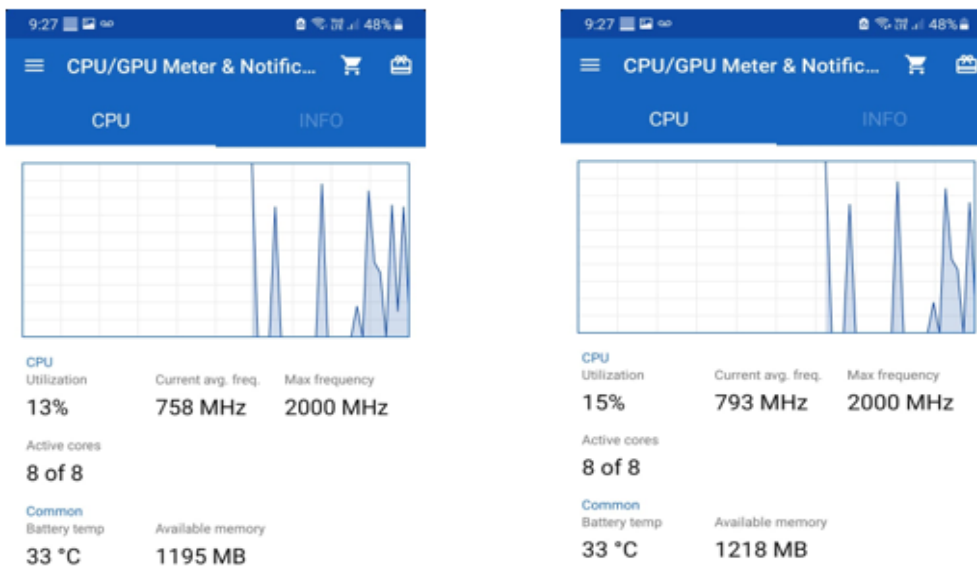 9:27 48%
CPU/GPU Meter & Notific...
CPU INFO
CPU
Utilization Current avg. freq. Max frequency
13% 758 MHz 2000 MHz
Active cores
8 of 8
Common
Battery temp Available memory
33 °C 1195 MB
9:27 48%
CPU/GPU Meter & Notific...
CPU INFO
CPU
Utilization Current avg. freq. Max frequency
15% 793 MHz 2000 MHz
Active cores
8 of 8
Common
Battery temp Available memory
33 °C 1218 MB